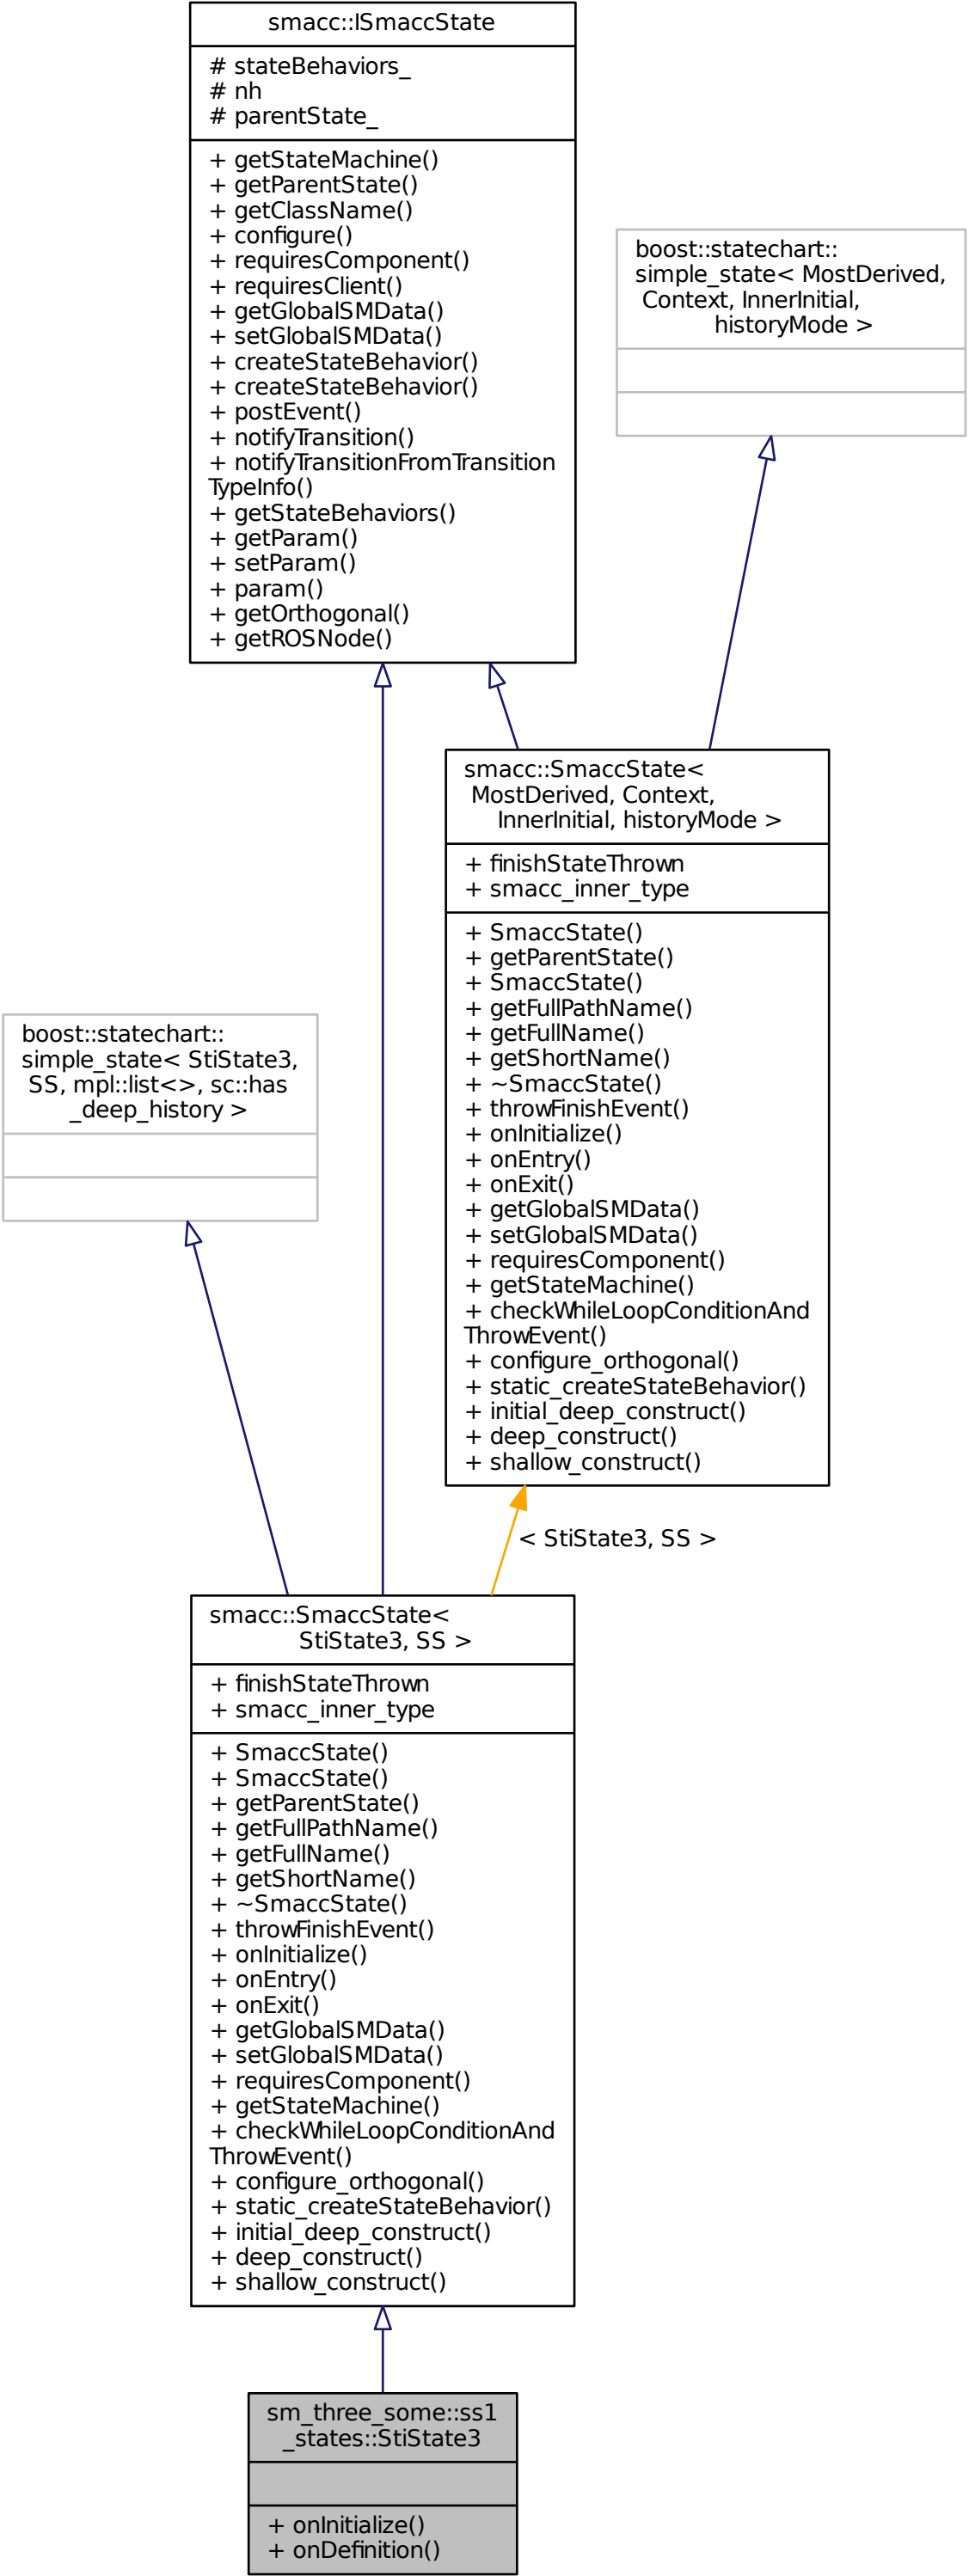 smacc::ISmaccState
# stateBehaviors_
# nh
# parentState_
+ getStateMachine()
+ getParentState()
+ getClassName()
+ configure()
+ requiresComponent()
+ requiresClient()
+ getGlobalSMData()
+ setGlobalSMData()
+ createStateBehavior()
+ createStateBehavior()
+ postEvent()
+ notifyTransition()
+ notifyTransitionFromTransition
TypeInfo()
+ getStateBehaviors()
+ getParam()
+ setParam()
+ param()
+ getOrthogonal()
+ getROSNode()
boost::statechart::
simple_state< MostDerived,
Context, InnerInitial,
historyMode >
smacc::SmaccState<
MostDerived, Context,
InnerInitial, historyMode >
+ finishStateThrown
+ smacc_inner_type
+ SmaccState()
+ getParentState()
+ SmaccState()
+ getFullPathName()
+ getFullName()
+ getShortName()
+ ~SmaccState()
+ throwFinishEvent()
+ onInitialize()
+ onEntry()
+ onExit()
+ getGlobalSMData()
+ setGlobalSMData()
+ requiresComponent()
+ getStateMachine()
+ checkWhileLoopConditionAnd
ThrowEvent()
+ configure_orthogonal()
+ static_createStateBehavior()
+ initial_deep_construct()
+ deep_construct()
+ shallow_construct()
boost::statechart::
simple_state< StiState3,
SS, mpl::list<>, sc::has
_deep_history >
< StiState3, SS >
smacc::SmaccState<
StiState3, SS >
+ finishStateThrown
+ smacc_inner_type
+ SmaccState()
+ SmaccState()
+ getParentState()
+ getFullPathName()
+ getFullName()
+ getShortName()
+ ~SmaccState()
+ throwFinishEvent()
+ onInitialize()
+ onEntry()
+ onExit()
+ getGlobalSMData()
+ setGlobalSMData()
+ requiresComponent()
+ getStateMachine()
+ checkWhileLoopConditionAnd
ThrowEvent()
+ configure_orthogonal()
+ static_createStateBehavior()
+ initial_deep_construct()
+ deep_construct()
+ shallow_construct()
sm_three_some::ss1
_states::StiState3
+ onInitialize()
+ onDefinition()